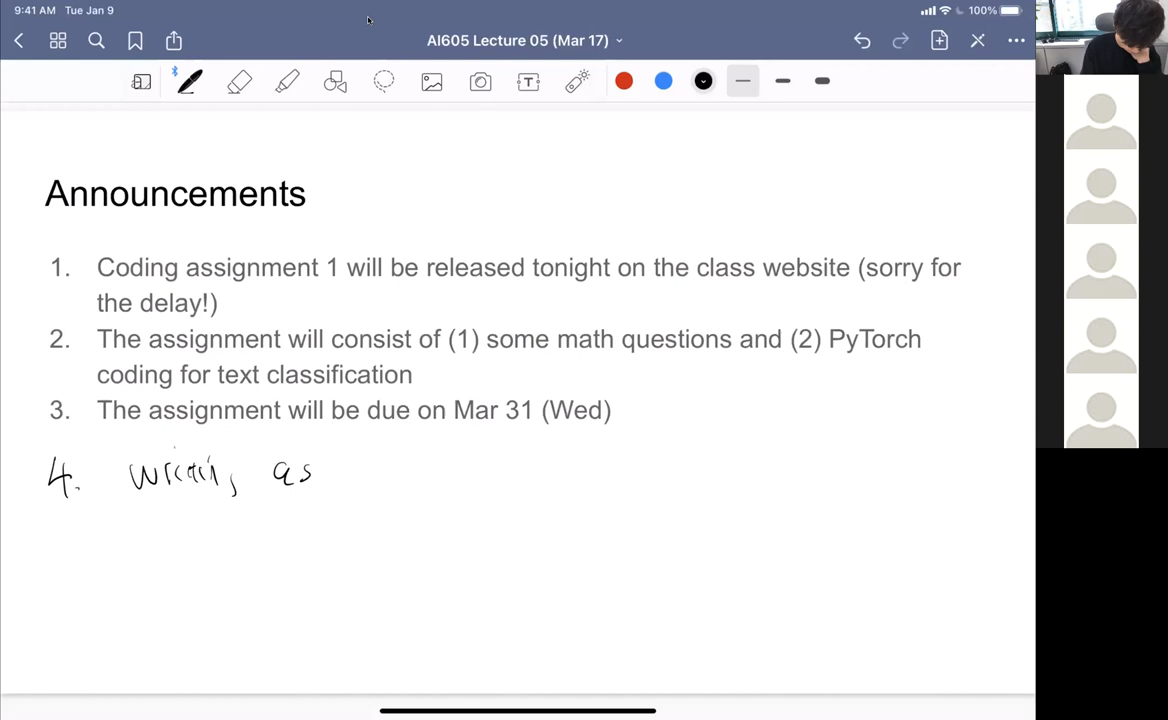 9:41 AM Tue Jan 9
100%
AI605 Lecture 05 (Mar 17)
T
Announcements
1. Coding assignment 1 will be released tonight on the class website (sorry for
the delay!)
2. The assignment will consist of (1) some math questions and (2) PyTorch
coding for text classification
3. The assignment will be due on Mar 31 (Wed)
4. as